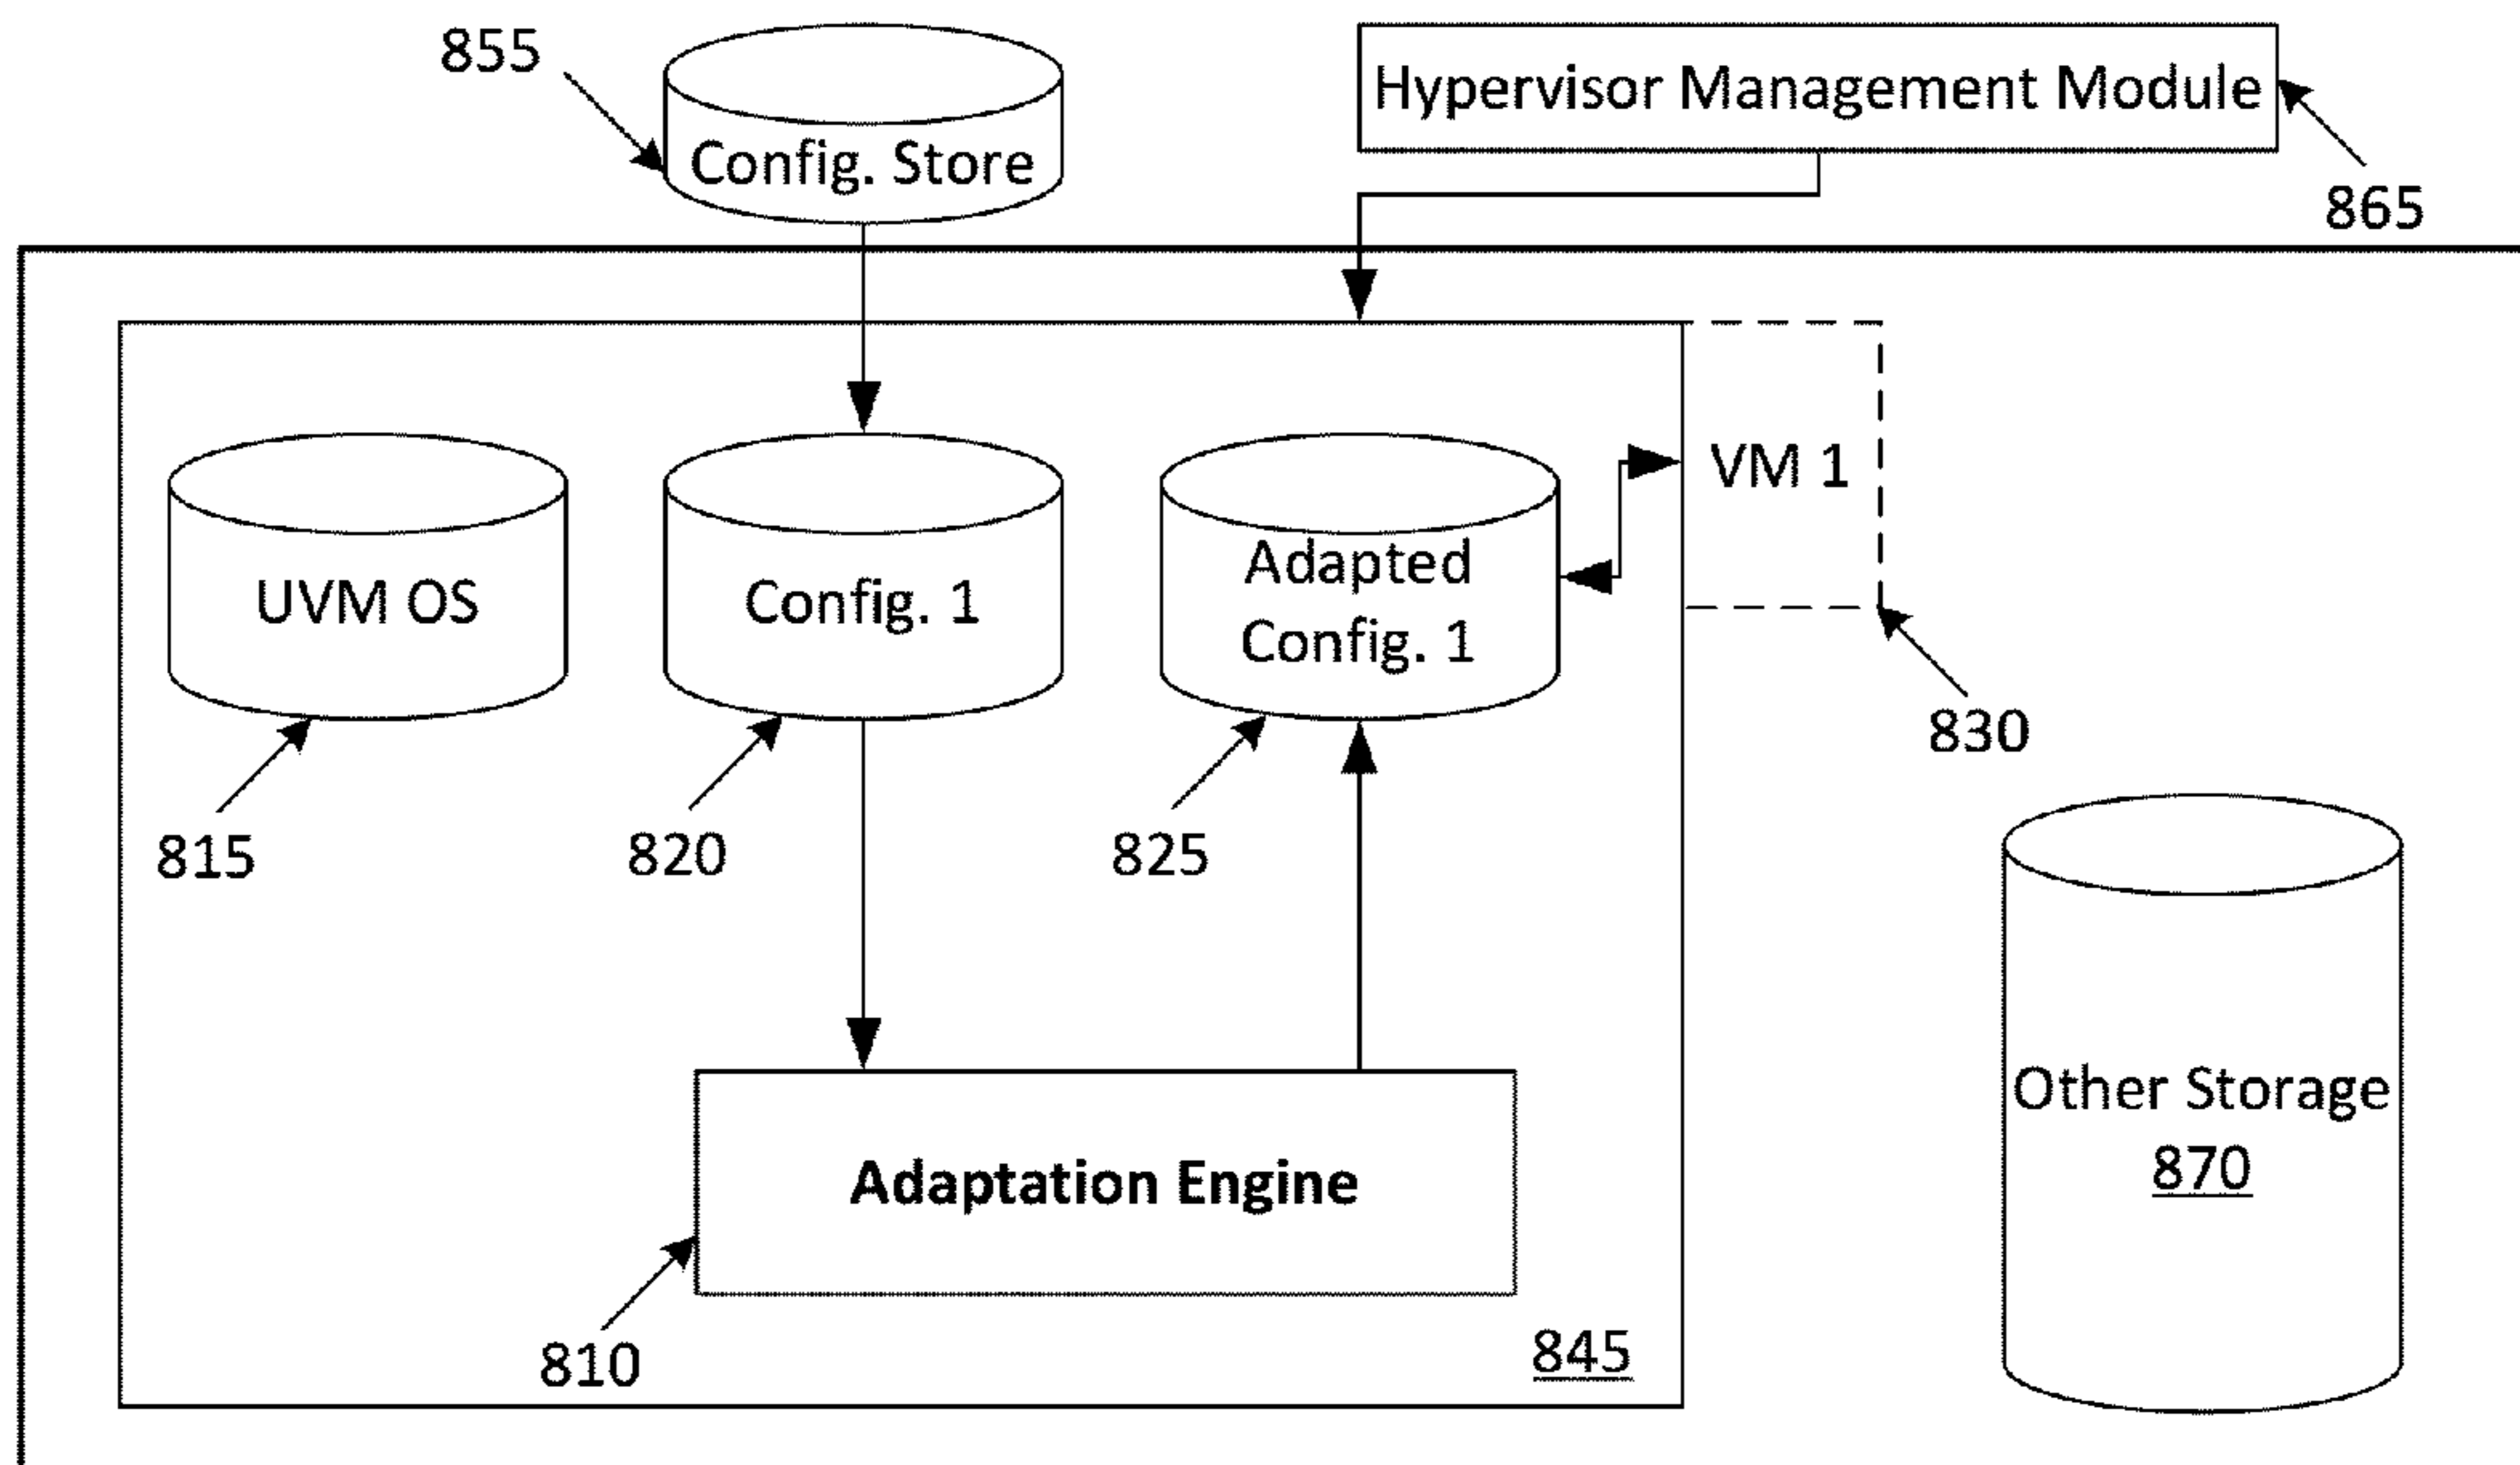 855
Config. Store
Hypervisor Management Module
865
UVM OS
Config. 1
Adapted
Config. 1
VM 1
830
815
820
825
Other Storage
870
Adaptation Engine
810
845